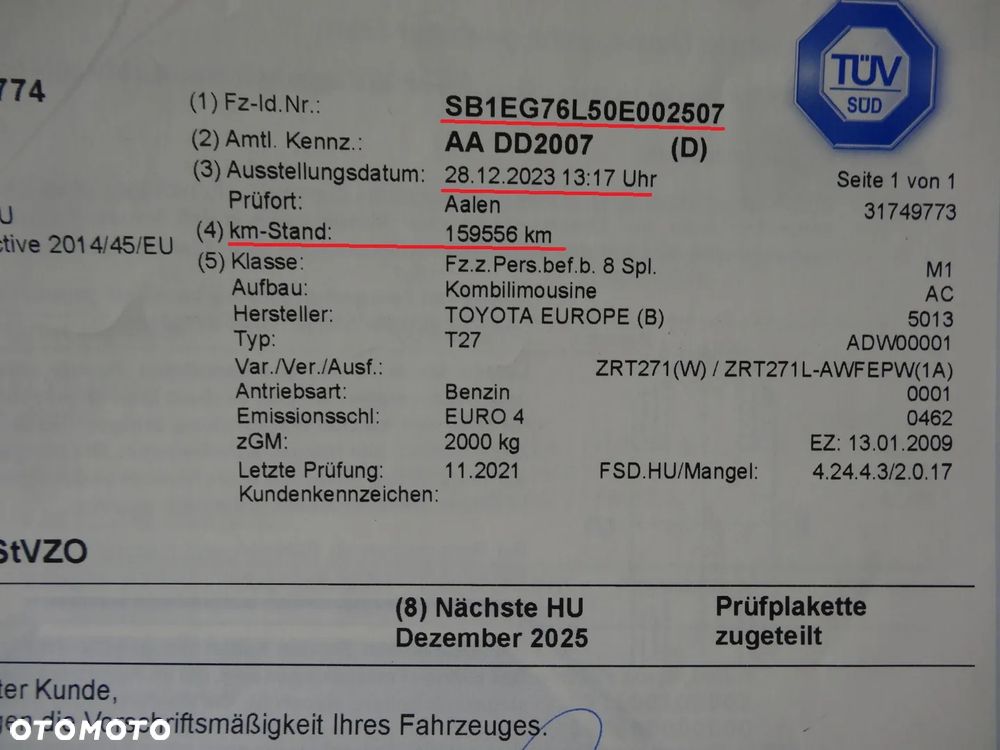 TÜV
SÜD
774
(1) Fz-Id.Nr.: SB1EG76L50E002507
(2) Amtl. Kennz.: AA DD2007 (D)
(3) Ausstellungsdatum: 28.12.2023 13:17 Uhr Seite 1 von 1
Prüfort: Aalen 31749773
U
(4) km-Stand: 159556 km
ctive 2014/45/EU
(5) Klasse: Fz.z.Pers.bef.b. 8 Spl. M1
Aufbau: Kombilimousine AC
Hersteller: TOYOTA EUROPE (B) 5013
Typ: T27 ADW00001
Var./Ver./Ausf.: ZRT271(W) / ZRT271L-AWFEPW(1A)
Antriebsart: Benzin 0001
Emissionsschl: EURO 4 0462
zGM: 2000 kg EZ: 13.01.2009
Letzte Prüfung: 11.2021 FSD.HU/Mangel: 4.24.4.3/2.0.17
Kundenkennzeichen:
StVZO
(8) Nächste HU Prüfplakette
Dezember 2025 zugeteilt
ter Kunde,
gen die Vorschriftsmäßigkeit Ihres Fahrzeuges.
OTOMOTO